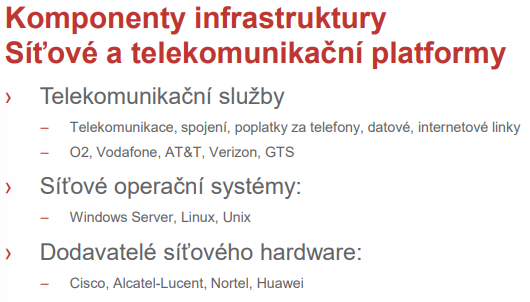 Komponenty infrastruktury
Síťové a telekomunikační platformy
› Telekomunikační služby
– Telekomunikace, spojení, poplatky za telefony, datové, internetové linky
– O2, Vodafone, AT&T, Verizon, GTS
› Síťové operační systémy:
– Windows Server, Linux, Unix
› Dodavatelé síťového hardware:
– Cisco, Alcatel-Lucent, Nortel, Huawei